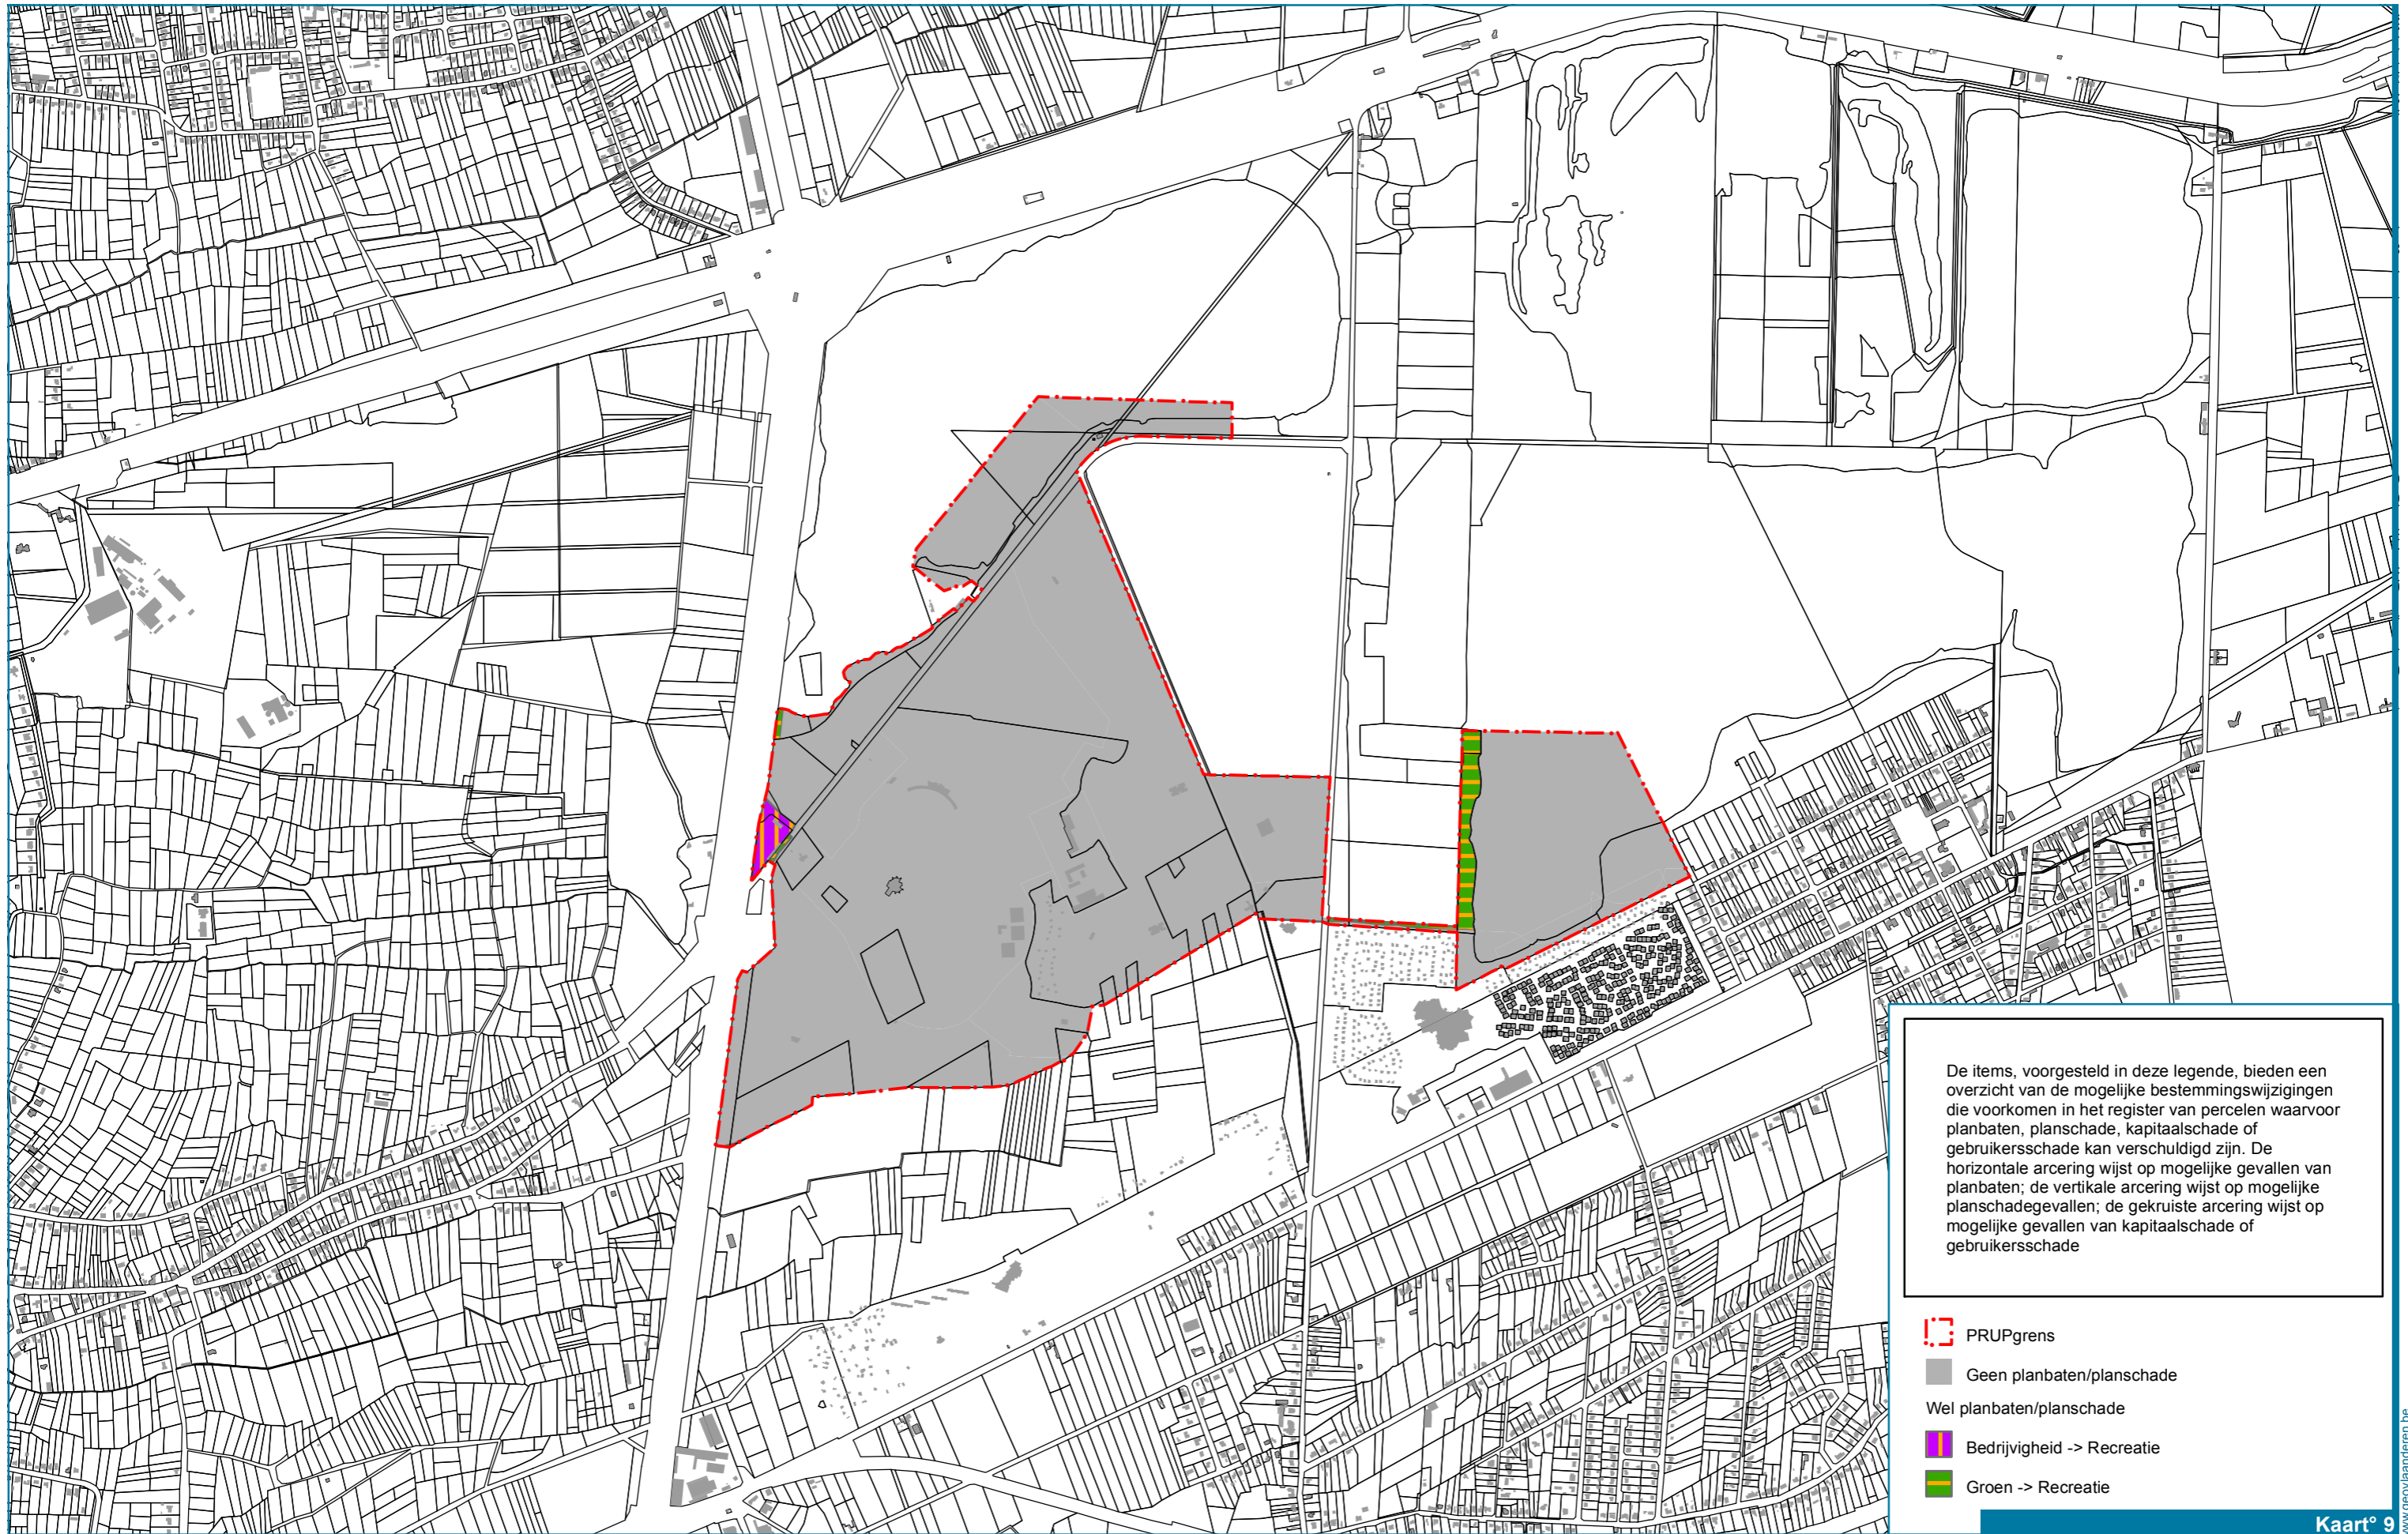 De items, voorgesteld in deze legende, bieden een
overzicht van de mogelijke bestemmingswijzigingen
die voorkomen in het register van percelen waarvoor
planbaten, planschade, kapitaalschade of
gebruikersschade kan verschuldigd zijn. De
horizontale arcering wijst op mogelijke gevallen van
planbaten; de vertikale arcering wijst op mogelijke
planschadegevallen; de gekruiste arcering wijst op
mogelijke gevallen van kapitaalschade of
gebruikersschade
PRUPgrens
Geen planbaten/planschade
Wel planbaten/planschade
Bedrijvigheid -> Recreatie
Groen -> Recreatie
Kaart° 9